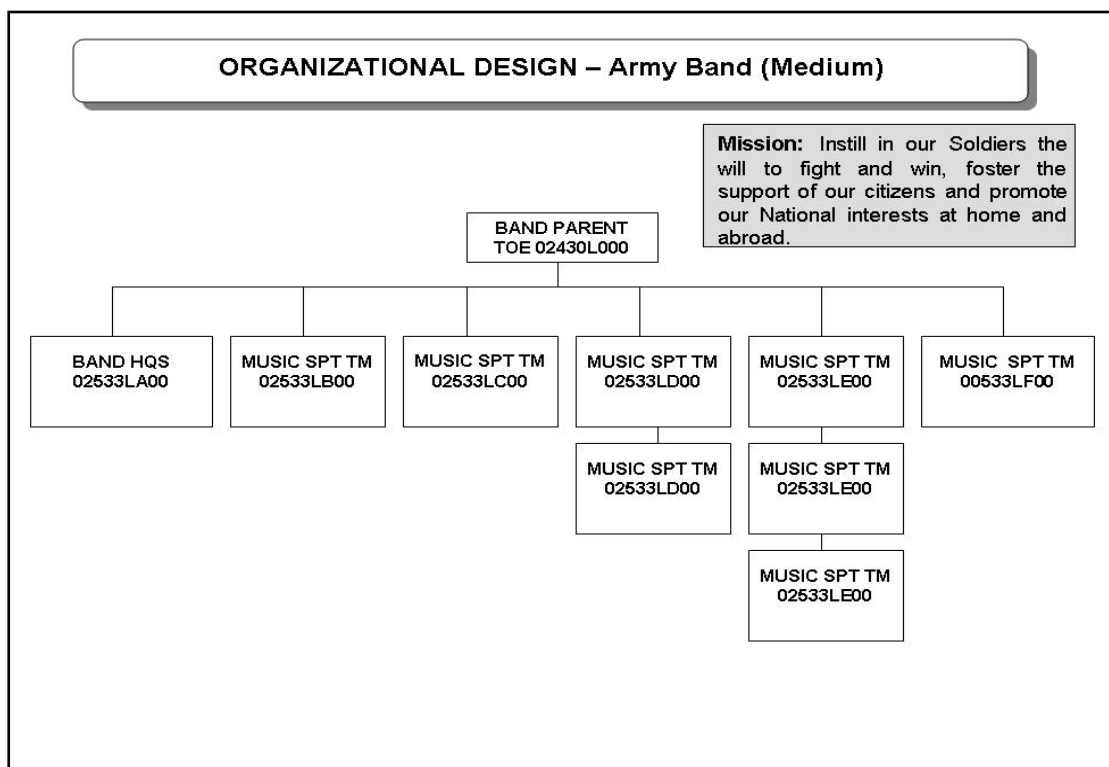 ORGANIZATIONAL DESIGN – Army Band (Medium)
Mission: Instill in our Soldiers the
will to fight and win, foster the
support of our citizens and promote
our National interests at home and
abroad.
BAND PARENT
TOE 02430L000
BAND HQS
02533LA00
MUSIC SPT TM
02533LB00
MUSIC SPT TM
02533LC00
MUSIC SPT TM
02533LD00
MUSIC SPT TM
02533LE00
MUSIC SPT TM
00533LF00
MUSIC SPT TM
02533LD00
MUSIC SPT TM
02533LE00
MUSIC SPT TM
02533LE00